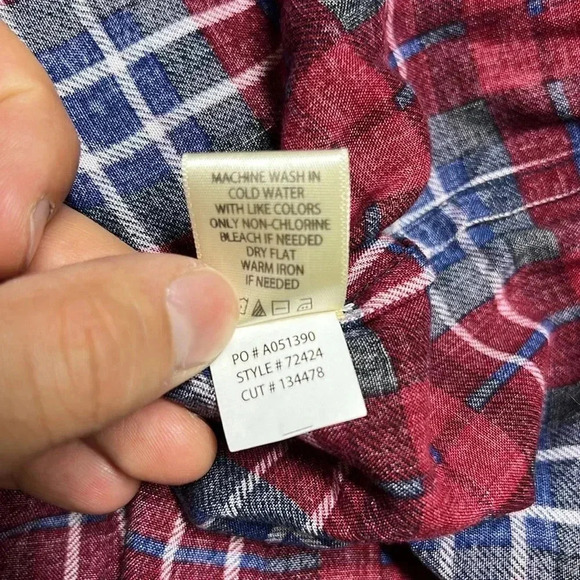 MACHINE WASH IN
COLD WATER
WITH LIKE COLORS
ONLY NON-CHLORINE
BLEACH IF NEEDED
DRY FLAT
WARM IRON
IF NEEDED
PO # A051390
STYLE # 72424
CUT # 134478